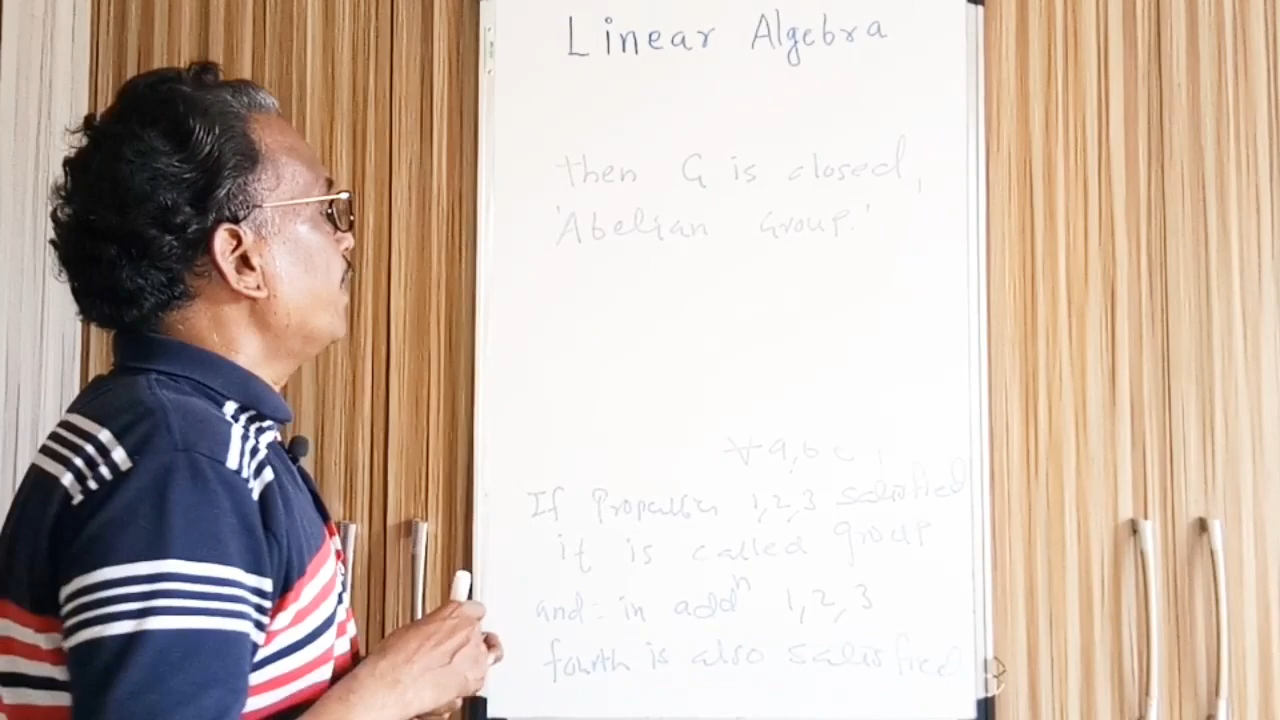 Linear Algebra
then G is closed,
'Abelian Group.'
∀ a, b c
If Properties 1,2,3 satisfied
it is called group
and: in addⁿ 1,2,3
fourth is also satisfied